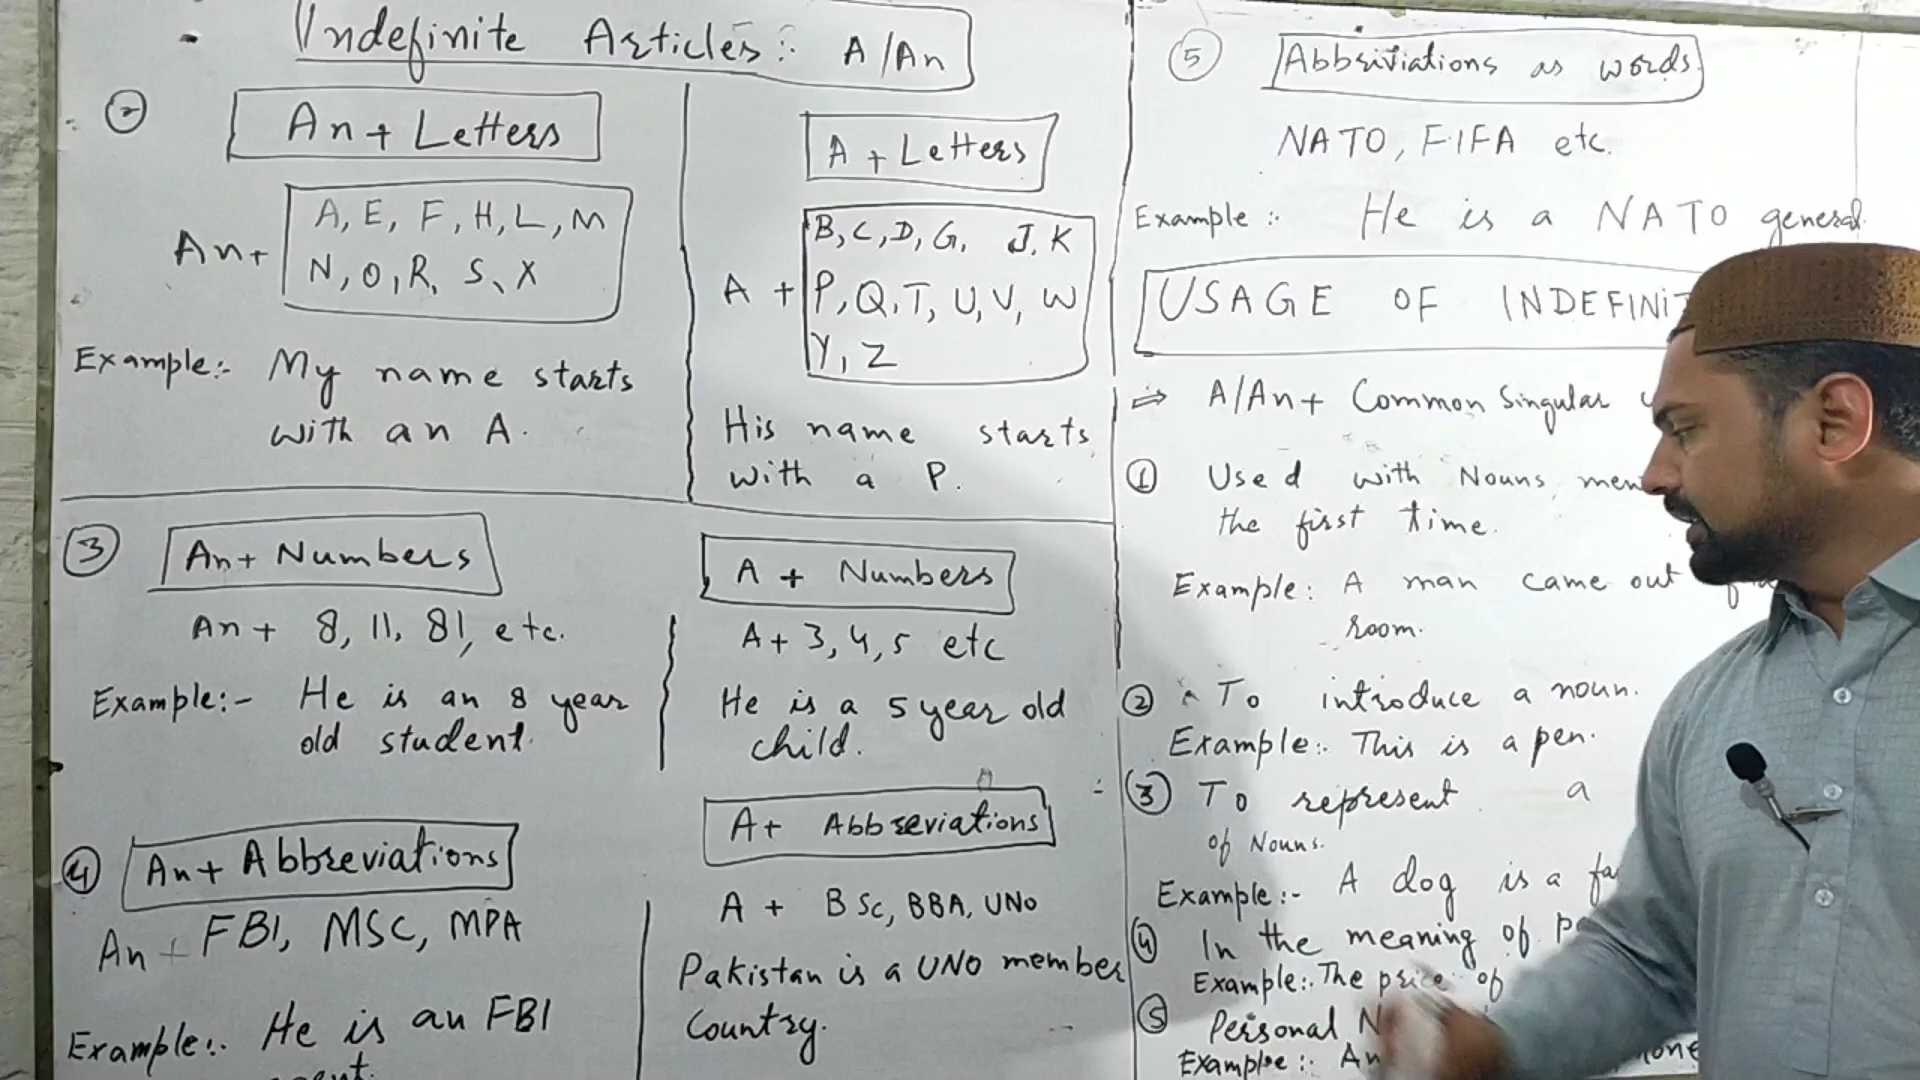 Indefinite Articles:- A/An
2
An + Letters
An+ A, E, F, H, L, M
N, O, R, S, X
Example:- My name starts
with an A.
A + Letters
B, C, D, G, J, K
A + P, Q, T, U, V, W
Y, Z
His name starts
with a P.
3 An+ Numbers
An + 8, 11, 81, etc.
Example:- He is an 8 year
old student.
A + Numbers
A+ 3, 4, 5 etc
He is a 5 year old
child.
4 An+ Abbreviations
An + FBI, MSC, MPA
Example:- He is an FBI
A+ Abbreviations
A + BSc, BBA, UNO
Pakistan is a UNO member
Country.
5 Abbriviations as words
NATO, F.IFA etc.
Example:- He is a NATO general
USAGE OF
⇒ A/An+ Common Singular
1 Used with Nouns
the first time.
Example: A man came out
room.
2 To introduce a noun.
Example:- This is a pen.
3 To represent a
of Nouns.
Example:- A dog is a
4 In the meaning of
Example:- The price of
5 Personal
Example:- An